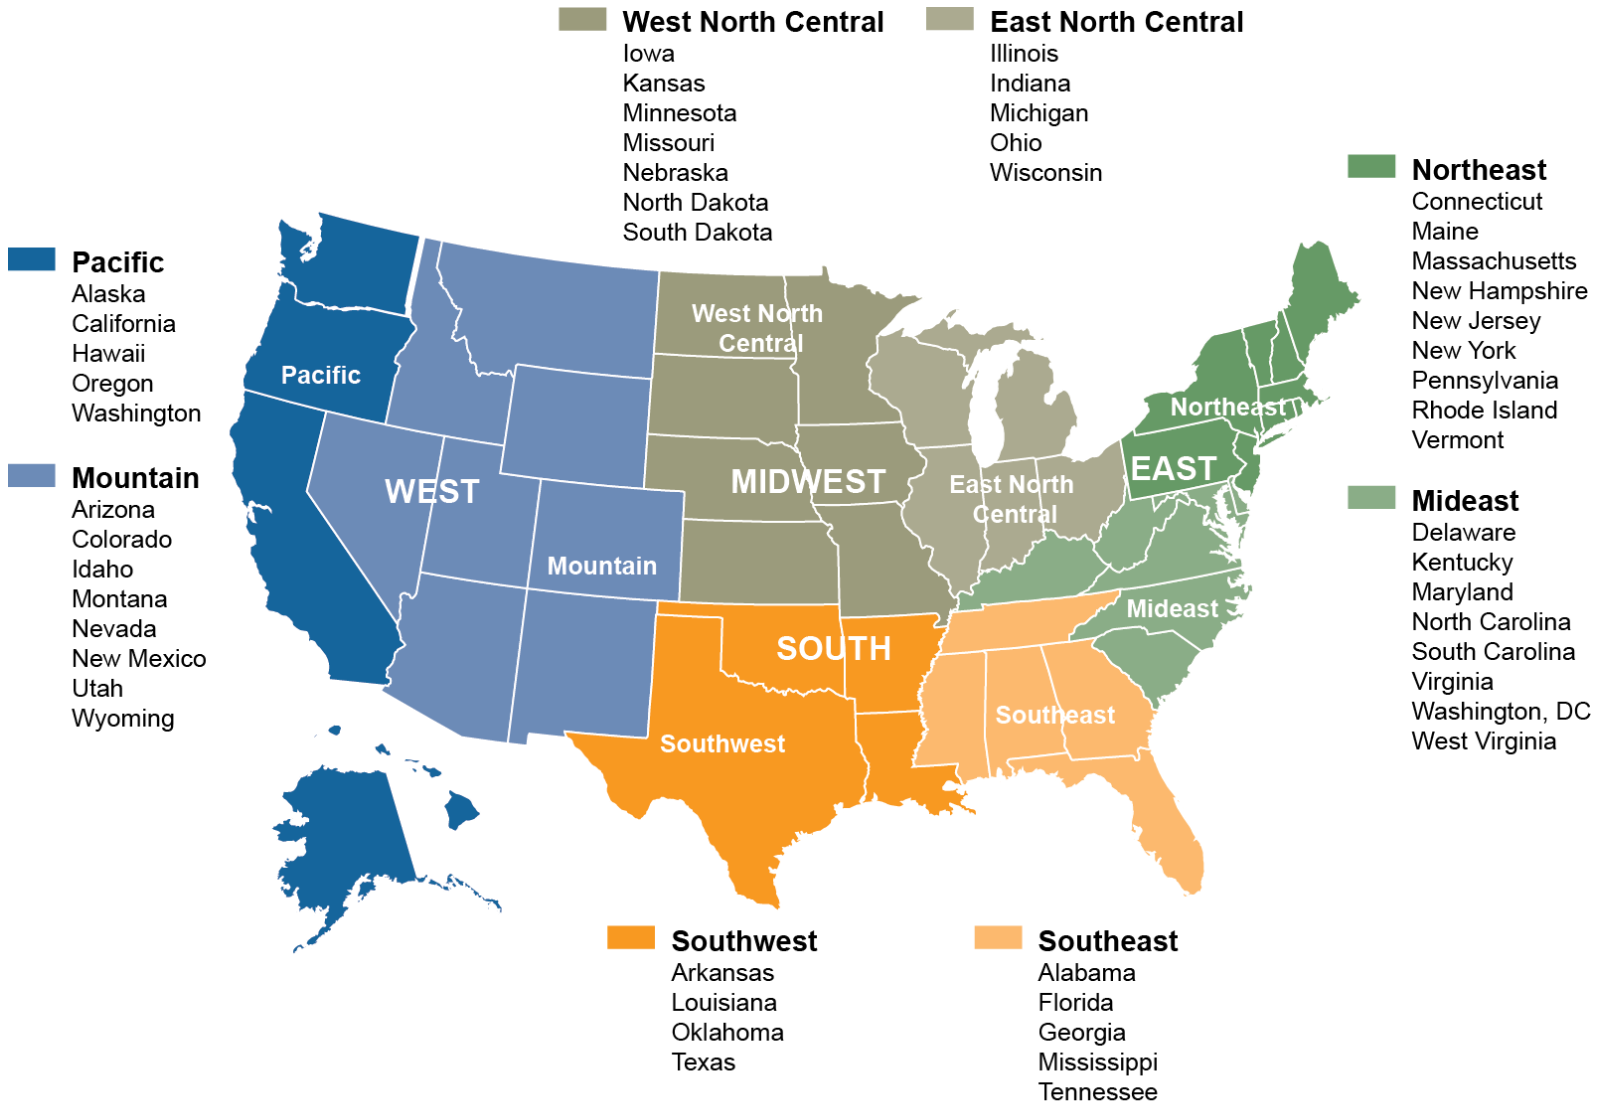 West North Central
Iowa
Kansas
Minnesota
Missouri
Nebraska
North Dakota
South Dakota
East North Central
Illinois
Indiana
Michigan
Ohio
Wisconsin
Northeast
Connecticut
Maine
Massachusetts
New Hampshire
New Jersey
New York
Pennsylvania
Rhode Island
Vermont
Pacific
Alaska
California
Hawaii
Oregon
Washington
Mountain
Arizona
Colorado
Idaho
Montana
Nevada
New Mexico
Utah
Wyoming
Mideast
Delaware
Kentucky
Maryland
North Carolina
South Carolina
Virginia
Washington, DC
West Virginia
West North
Central
Pacific
Northeast
EAST
WEST
MIDWEST
East North
Central
Mountain
Mideast
SOUTH
Southeast
Southwest
Southwest
Arkansas
Louisiana
Oklahoma
Texas
Southeast
Alabama
Florida
Georgia
Mississippi
Tennessee